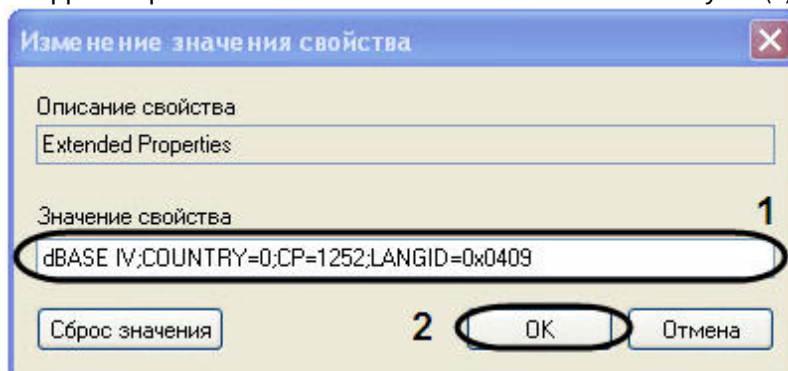 Изменение значения свойства
Описание свойства
Extended Properties
Значение свойства
1
dBASE IV;COUNTRY=0;CP=1252;LANGID=0x0409
Сброс значения 2 OK Отмена